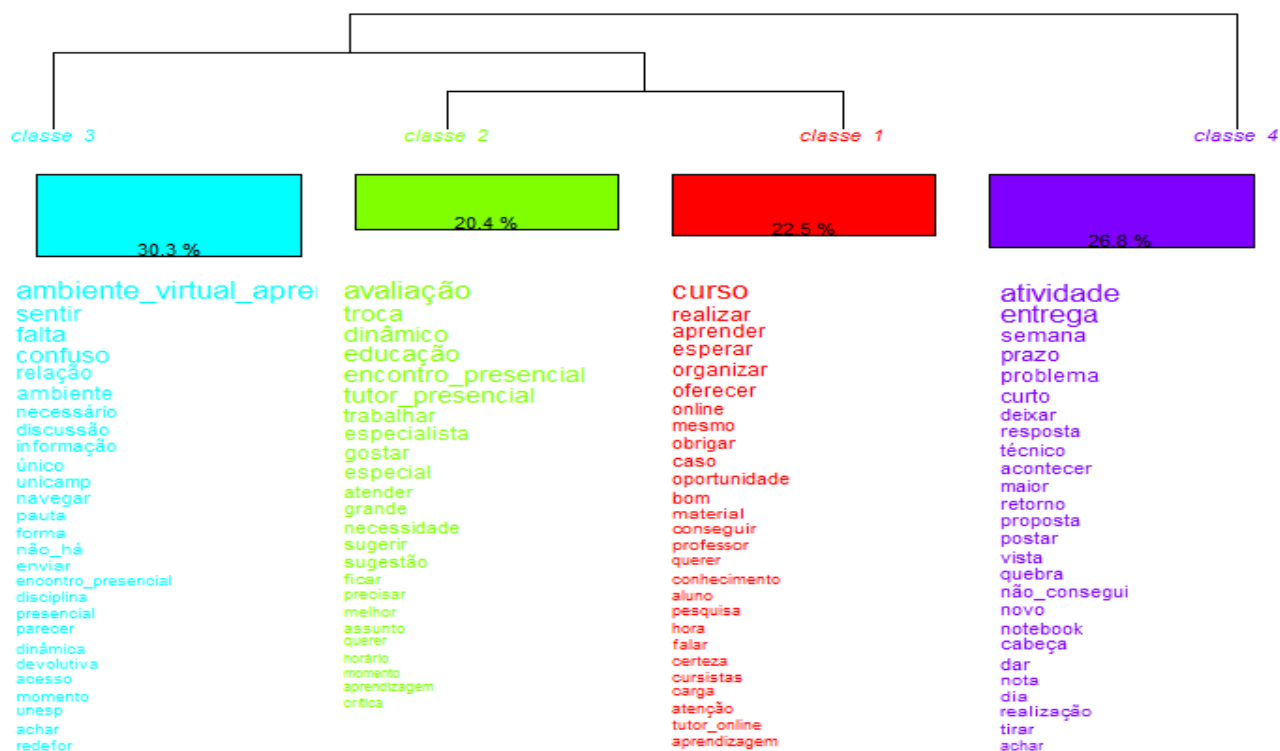 classe 3
classe 2
classe 1
classe 4
30.3 %
20.4 %
22.5 %
26.8 %
ambiente_virtual_apre
sentir
falta
confuso
relação
ambiente
necessário
discussão
informação
único
unicamp
navegar
pauta
forma
não_há
enviar
encontro_presencial
disciplina
presencial
parecer
dinâmica
devolutiva
acesso
momento
unesp
achar
redefor
avaliação
troca
dinâmico
educação
encontro_presencial
tutor_presencial
trabalhar
especialista
gostar
especial
atender
grande
necessidade
sugerir
sugestão
ficar
precisar
melhor
assunto
querer
horário
momento
aprendizagem
crítica
curso
realizar
aprender
esperar
organizar
oferecer
online
mesmo
obrigar
caso
oportunidade
bom
material
conseguir
professor
querer
conhecimento
aluno
pesquisa
hora
falar
certeza
cursistas
carga
atenção
tutor_online
aprendizagem
atividade
entrega
semana
prazo
problema
curto
deixar
resposta
técnico
acontecer
maior
retorno
proposta
postar
vista
quebra
não_consegui
novo
notebook
cabeça
dar
nota
dia
realização
tirar
achar